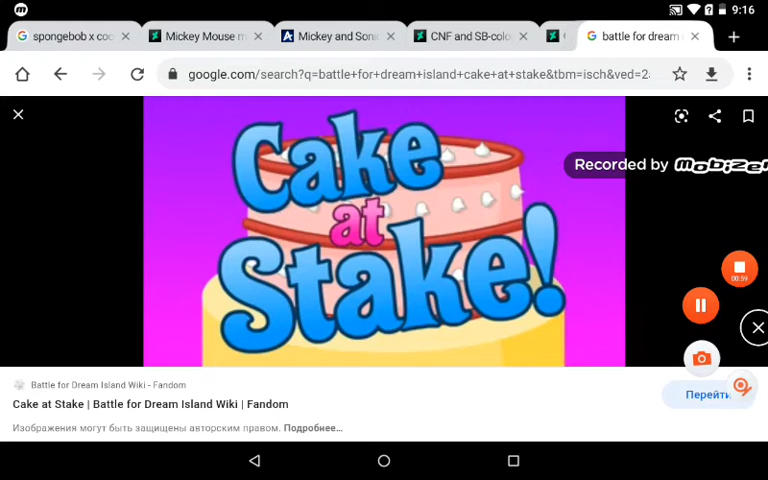 9:16
spongebob x coo
Mickey Mouse m
Mickey and Soni
CNF and SB-colo
battle for dream
google.com/search?q=battle+for+dream+island+cake+at+stake&tbm=isch&ved=2
Cake
at
Stake!
Recorded by mobizen
00:59
Battle for Dream Island Wiki - Fandom
Cake at Stake | Battle for Dream Island Wiki | Fandom
Перейти
Изображения могут быть защищены авторским правом. Подробнее...